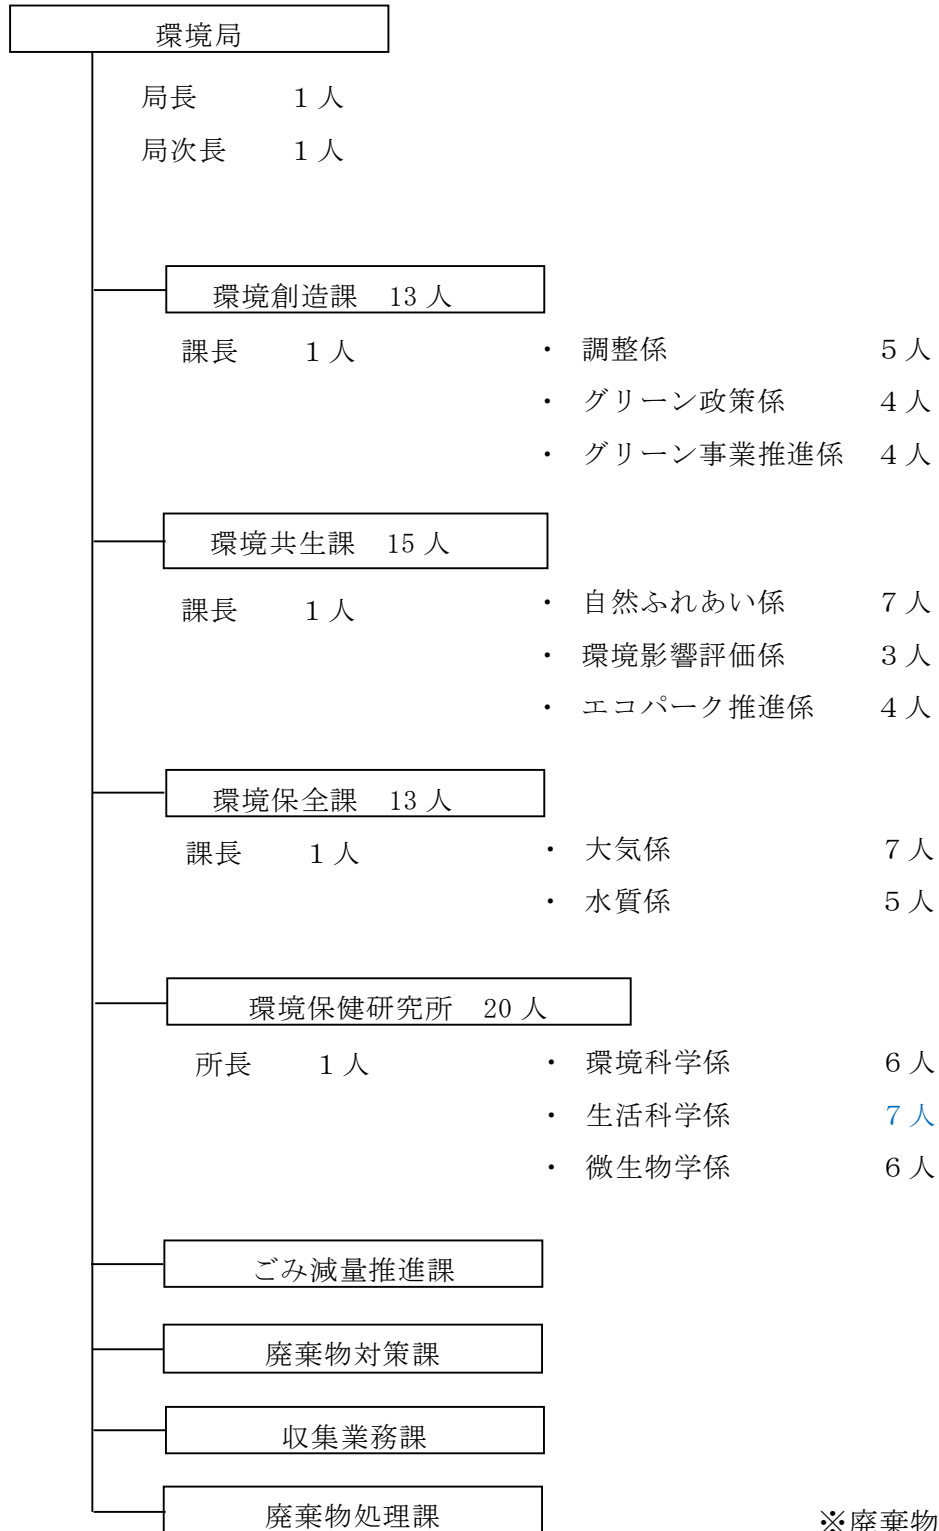 環境局
局長 1人
局次長 1人
環境創造課 13人
課長 1人 ・ 調整係 5人
・ グリーン政策係 4人
・ グリーン事業推進係 4人
環境共生課 15人
課長 1人 ・ 自然ふれあい係 7人
・ 環境影響評価係 3人
・ エコパーク推進係 4人
環境保全課 13人
課長 1人 ・ 大気係 7人
・ 水質係 5人
環境保健研究所 20人
所長 1人 ・ 環境科学係 6人
・ 生活科学係 7人
・ 微生物学係 6人
ごみ減量推進課
廃棄物対策課
収集業務課
廃棄物処理課
※廃棄物